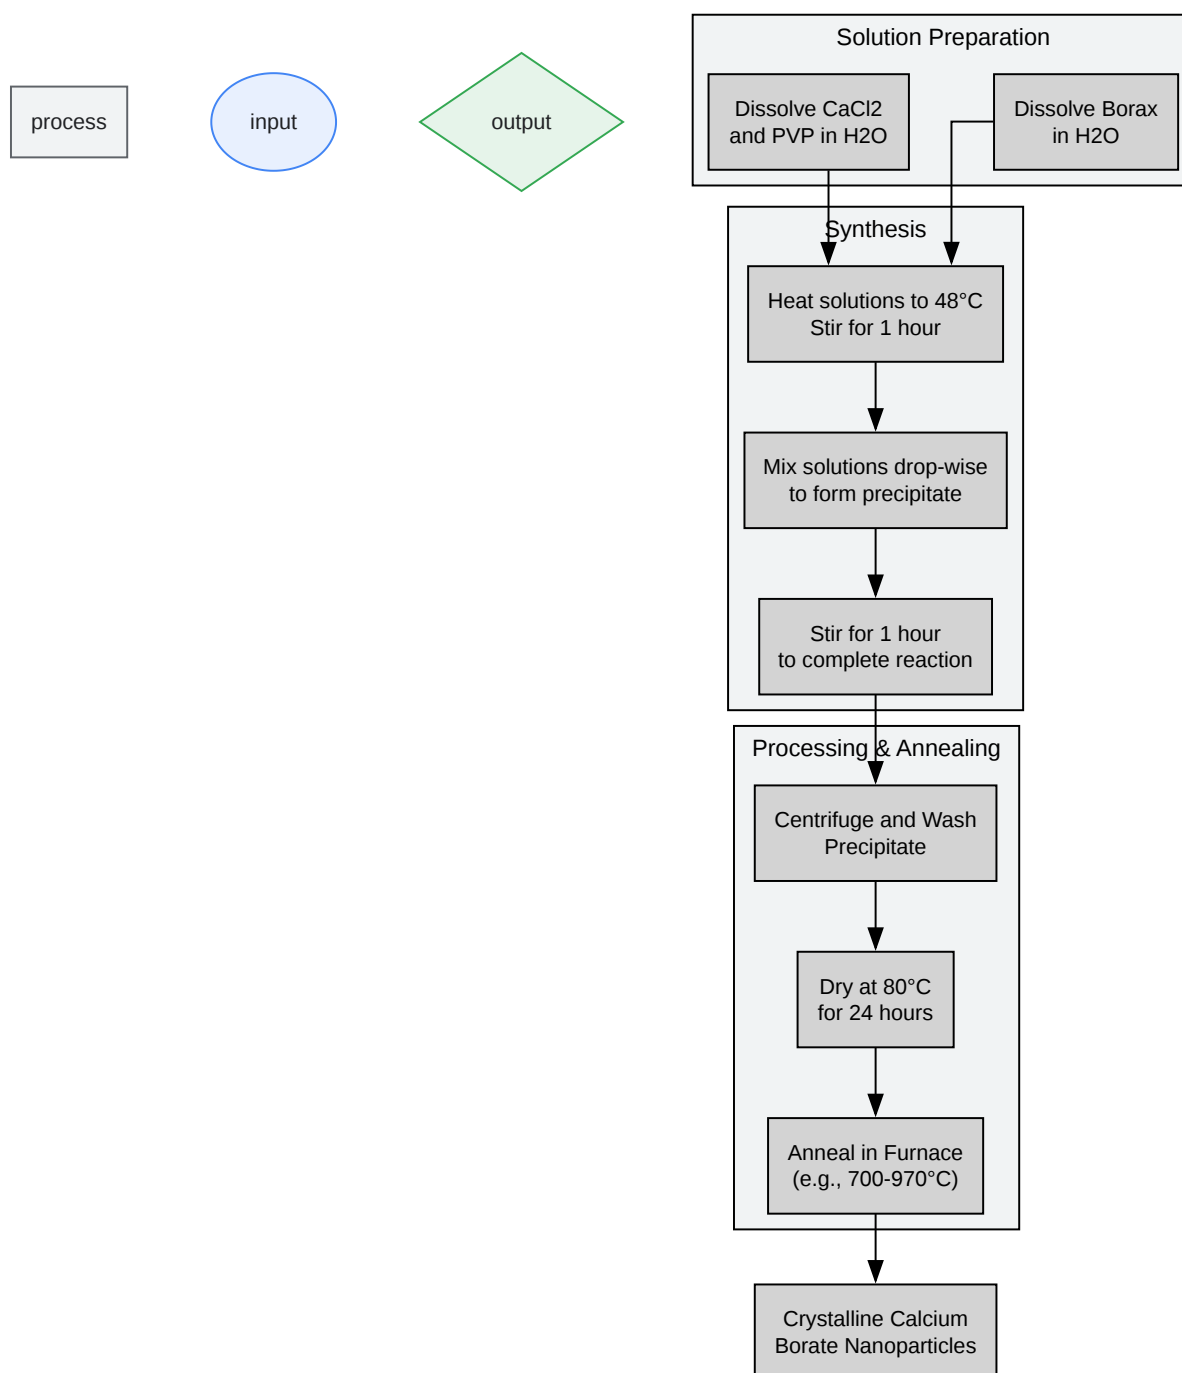 process
input
output
Solution Preparation
Dissolve CaCl2
and PVP in H2O
Dissolve Borax
in H2O
Synthesis
Heat solutions to 48°C
Stir for 1 hour
Mix solutions drop-wise
to form precipitate
Stir for 1 hour
to complete reaction
Processing & Annealing
Centrifuge and Wash
Precipitate
Dry at 80°C
for 24 hours
Anneal in Furnace
(e.g., 700-970°C)
Crystalline Calcium
Borate Nanoparticles